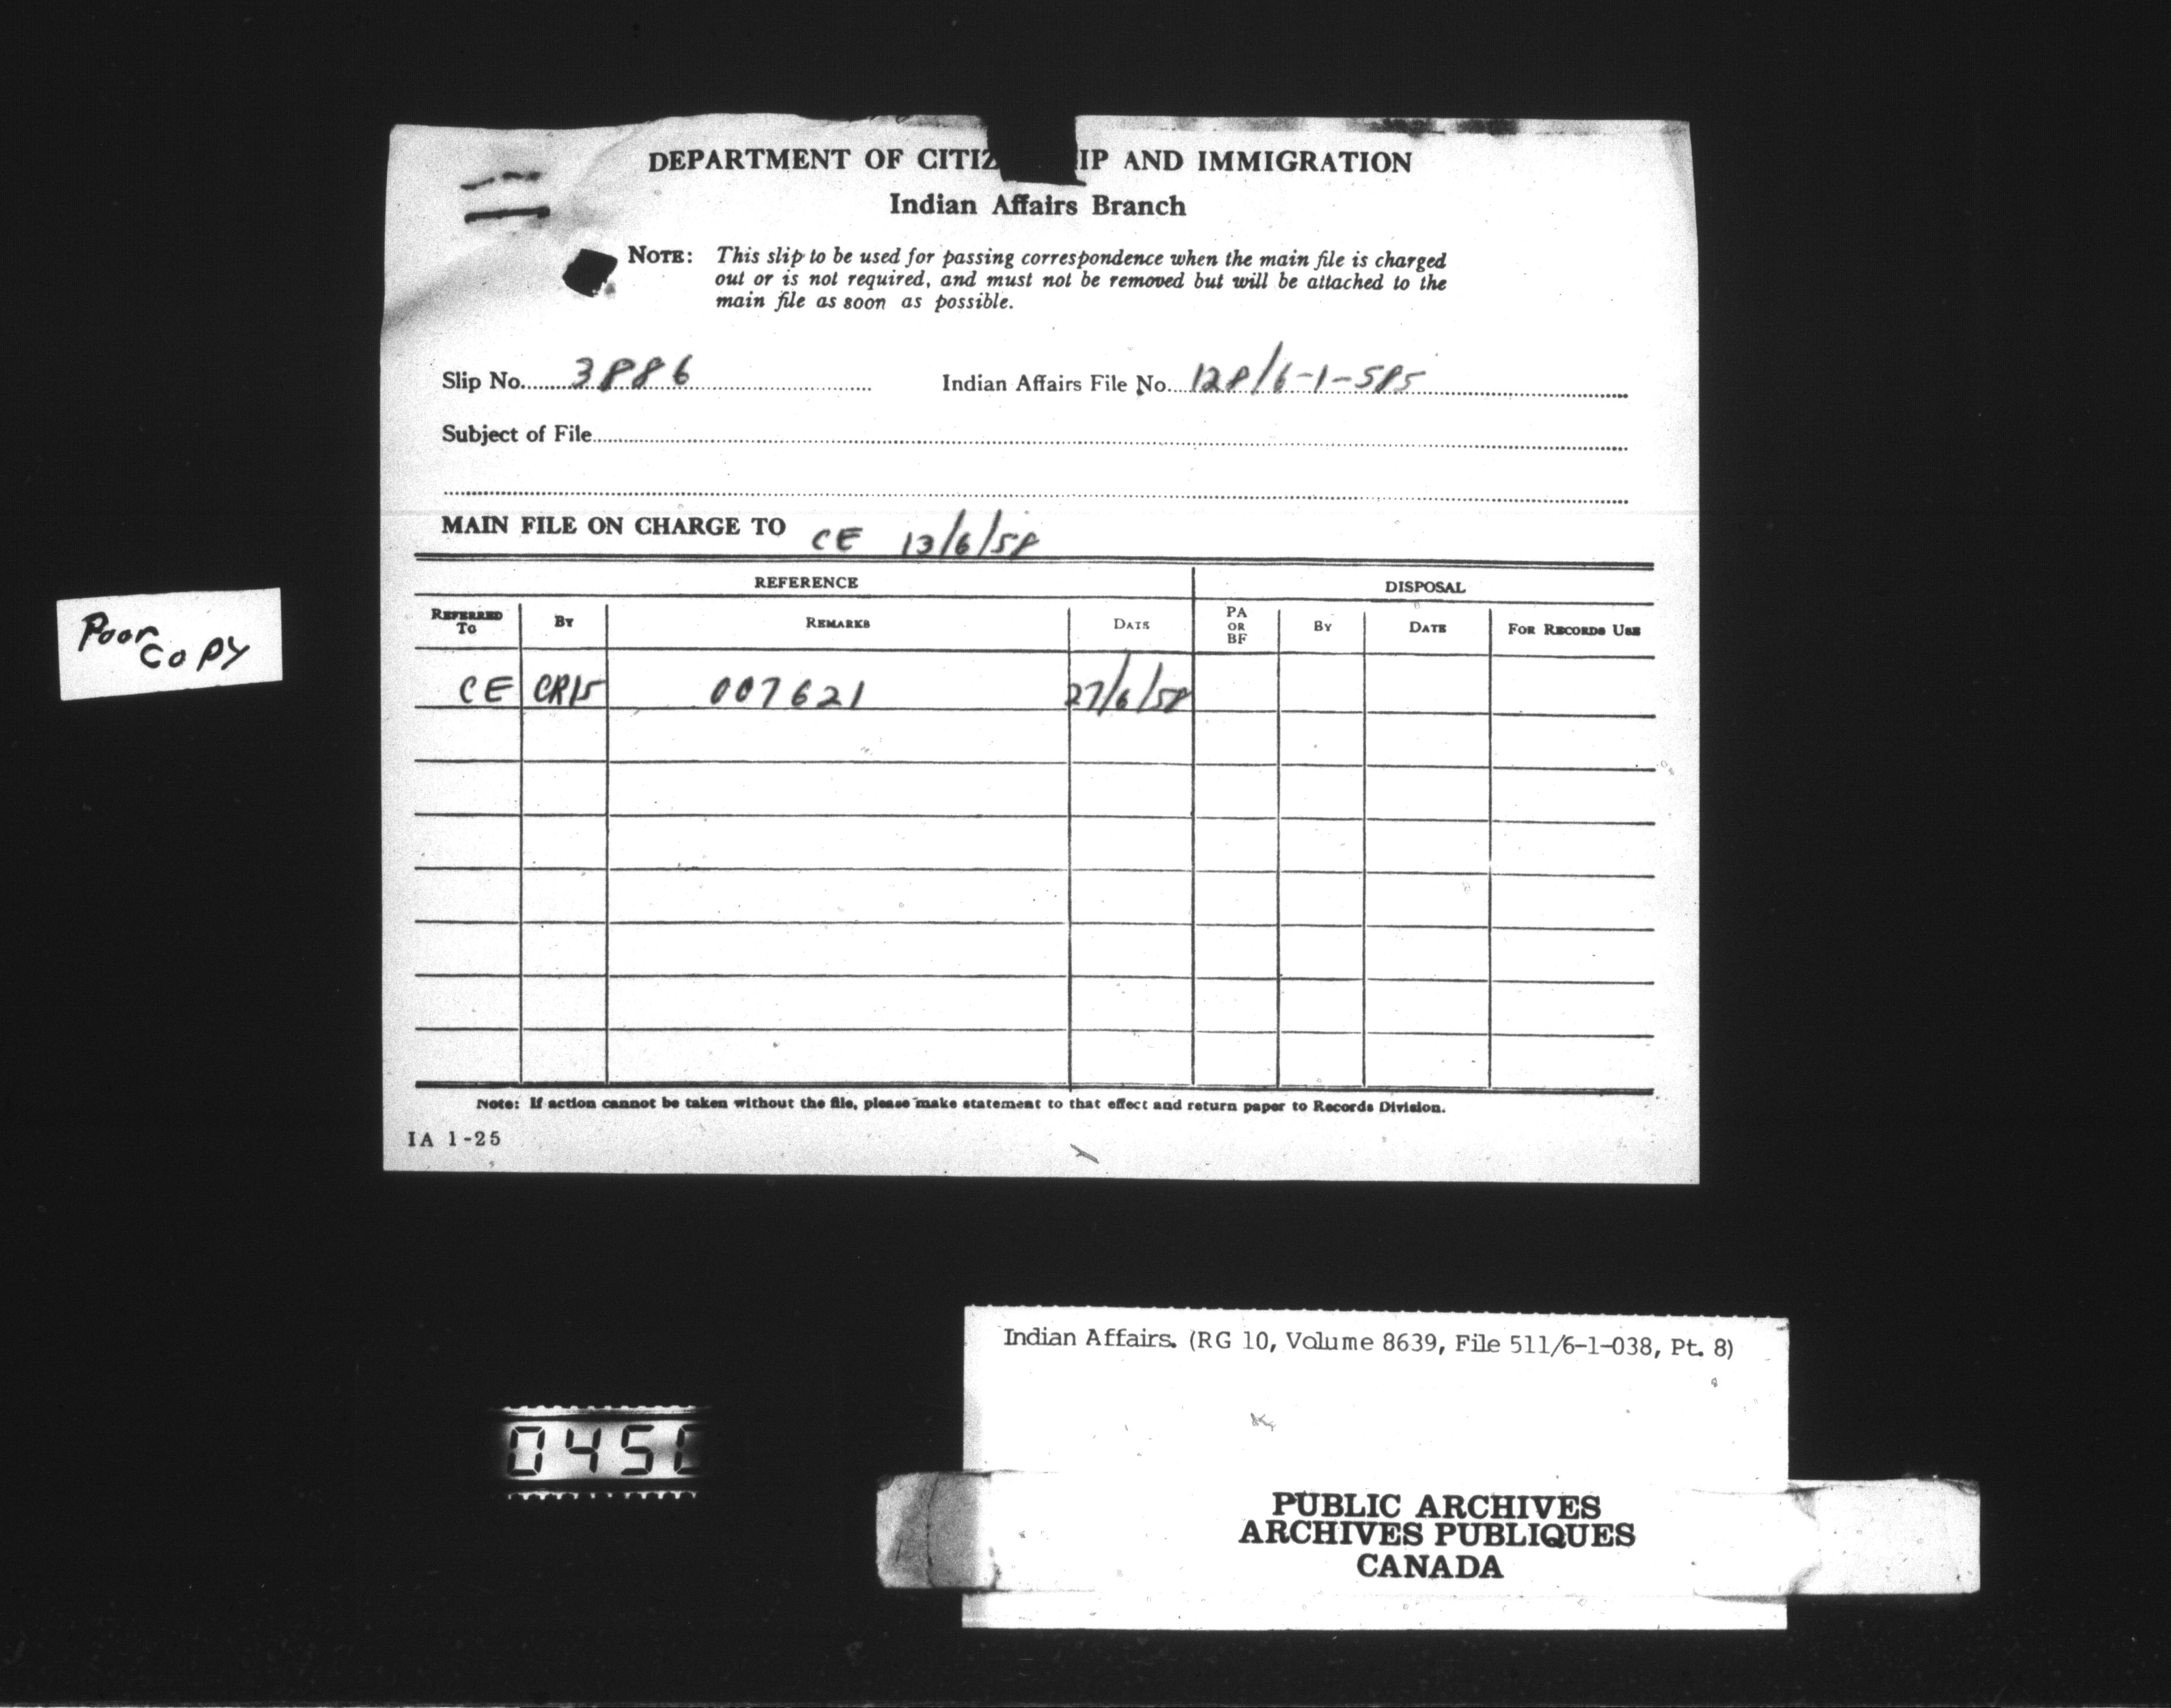 DEPARTMENT OF CITIZ IP AND IMMIGRATION
Indian Affairs Branch
NOTE: This slip to be used for passing correspondence when the main file is charged
out or is not required, and must not be removed but will be attached to the
main file as soon as possible.
Slip No. 3886 Indian Affairs File No. 128/6-1-585
Subject of File
MAIN FILE ON CHARGE TO CE 13/6/58
REFERENCE DISPOSAL
REFERRED TO BY REMARKS DATE PA OR BF BY DATE FOR RECORDS USE
CE CR15 007621 27/6/58
Note: If action cannot be taken without the file, please make statement to that effect and return paper to Records Division.
IA 1-25
Poor
COPY
Indian Affairs. (RG 10, Volume 8639, File 511/6-1-038, Pt. 8)
0450
PUBLIC ARCHIVES
ARCHIVES PUBLIQUES
CANADA